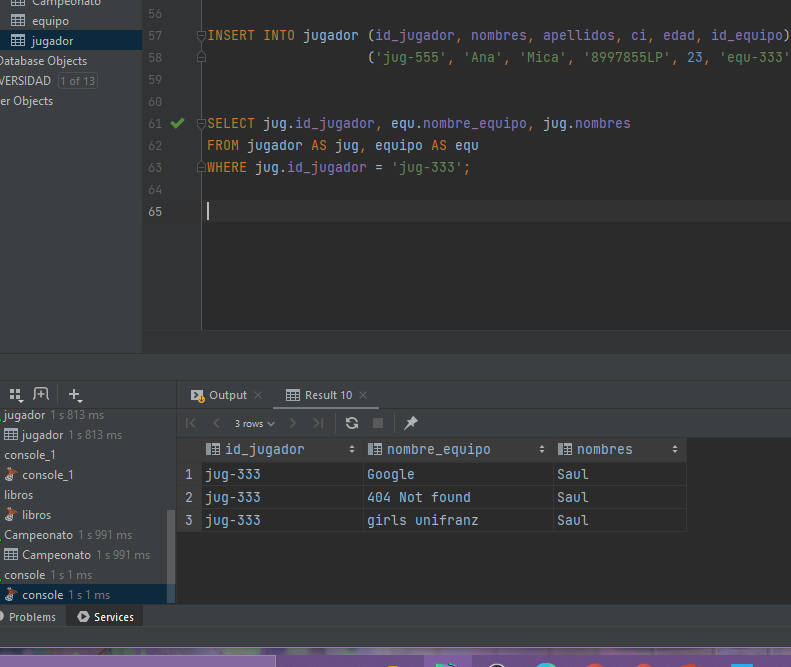 Campeonato
equipo
jugador
Database Objects
VERSIDAD 1 of 13
er Objects
56
57 INSERT INTO jugador (id_jugador, nombres, apellidos, ci, edad, id_equipo)
58 ('jug-555', 'Ana', 'Mica', '8997855LP', 23, 'equ-333'
59
60
61 SELECT jug.id_jugador, equ.nombre_equipo, jug.nombres
62 FROM jugador AS jug, equipo AS equ
63 WHERE jug.id_jugador = 'jug-333';
64
65
jugador 1 s 813 ms
jugador 1 s 813 ms
console_1
console_1
libros
libros
Campeonato 1 s 991 ms
Campeonato 1 s 991 ms
console 1 s 1 ms
console 1 s 1 ms
Output Result 10
3 rows
id_jugador nombre_equipo nombres
1 jug-333 Google Saul
2 jug-333 404 Not found Saul
3 jug-333 girls unifranz Saul
Problems Services